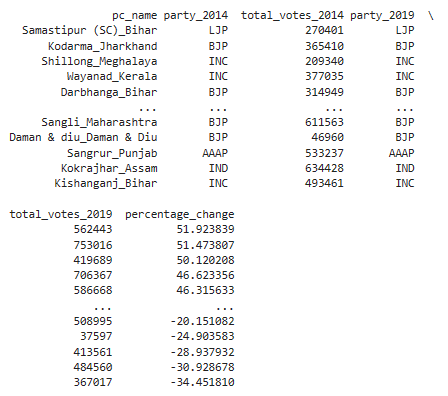 pc_name party_2014 total_votes_2014 party_2019 \
Samastipur (SC)_Bihar LJP 270401 LJP
Kodarma_Jharkhand BJP 365410 BJP
Shillong_Meghalaya INC 209340 INC
Wayanad_Kerala INC 377035 INC
Darbhanga_Bihar BJP 314949 BJP
... ... ... ...
Sangli_Maharashtra BJP 611563 BJP
Daman & diu_Daman & Diu BJP 46960 BJP
Sangrur_Punjab AAAP 533237 AAAP
Kokrajhar_Assam IND 634428 IND
Kishanganj_Bihar INC 493461 INC
total_votes_2019 percentage_change
562443 51.923839
753016 51.473807
419689 50.120208
706367 46.623356
586668 46.315633
... ...
508995 -20.151082
37597 -24.903583
413561 -28.937932
484560 -30.928678
367017 -34.451810